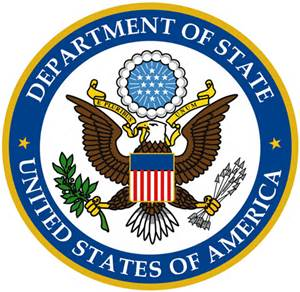 DEPARTMENT OF STATE
E PLURIBUS UNUM
UNITED STATES OF AMERICA